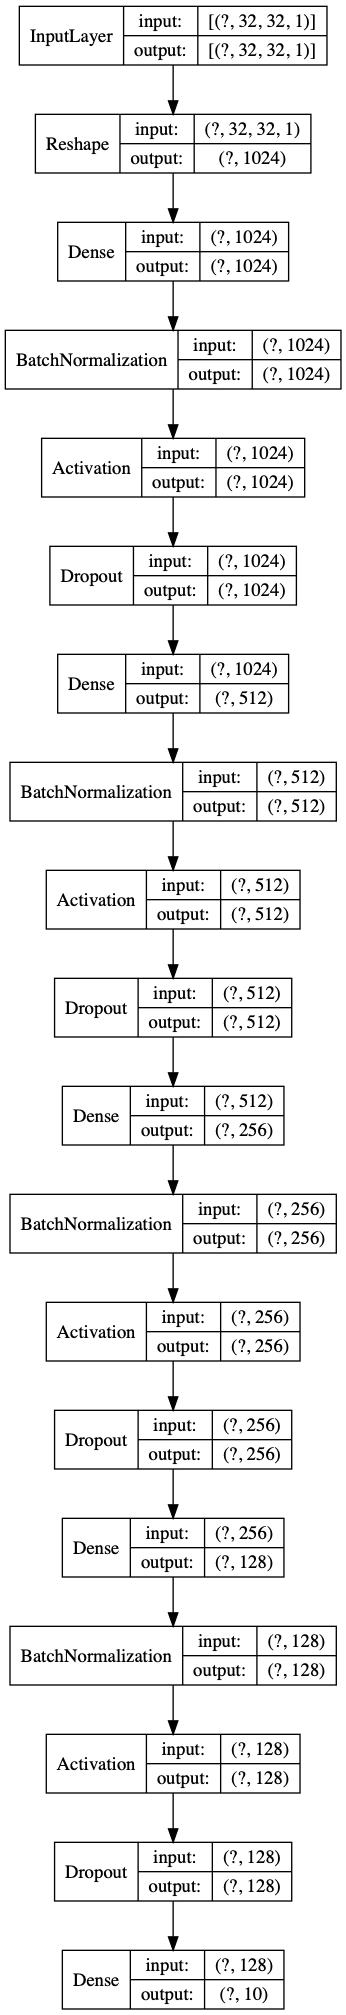 InputLayer
input: [(?, 32, 32, 1)]
output: [(?, 32, 32, 1)]
Reshape
input: (?, 32, 32, 1)
output: (?, 1024)
Dense
input: (?, 1024)
output: (?, 1024)
BatchNormalization
input: (?, 1024)
output: (?, 1024)
Activation
input: (?, 1024)
output: (?, 1024)
Dropout
input: (?, 1024)
output: (?, 1024)
Dense
input: (?, 1024)
output: (?, 512)
BatchNormalization
input: (?, 512)
output: (?, 512)
Activation
input: (?, 512)
output: (?, 512)
Dropout
input: (?, 512)
output: (?, 512)
Dense
input: (?, 512)
output: (?, 256)
BatchNormalization
input: (?, 256)
output: (?, 256)
Activation
input: (?, 256)
output: (?, 256)
Dropout
input: (?, 256)
output: (?, 256)
Dense
input: (?, 256)
output: (?, 128)
BatchNormalization
input: (?, 128)
output: (?, 128)
Activation
input: (?, 128)
output: (?, 128)
Dropout
input: (?, 128)
output: (?, 128)
Dense
input: (?, 128)
output: (?, 10)